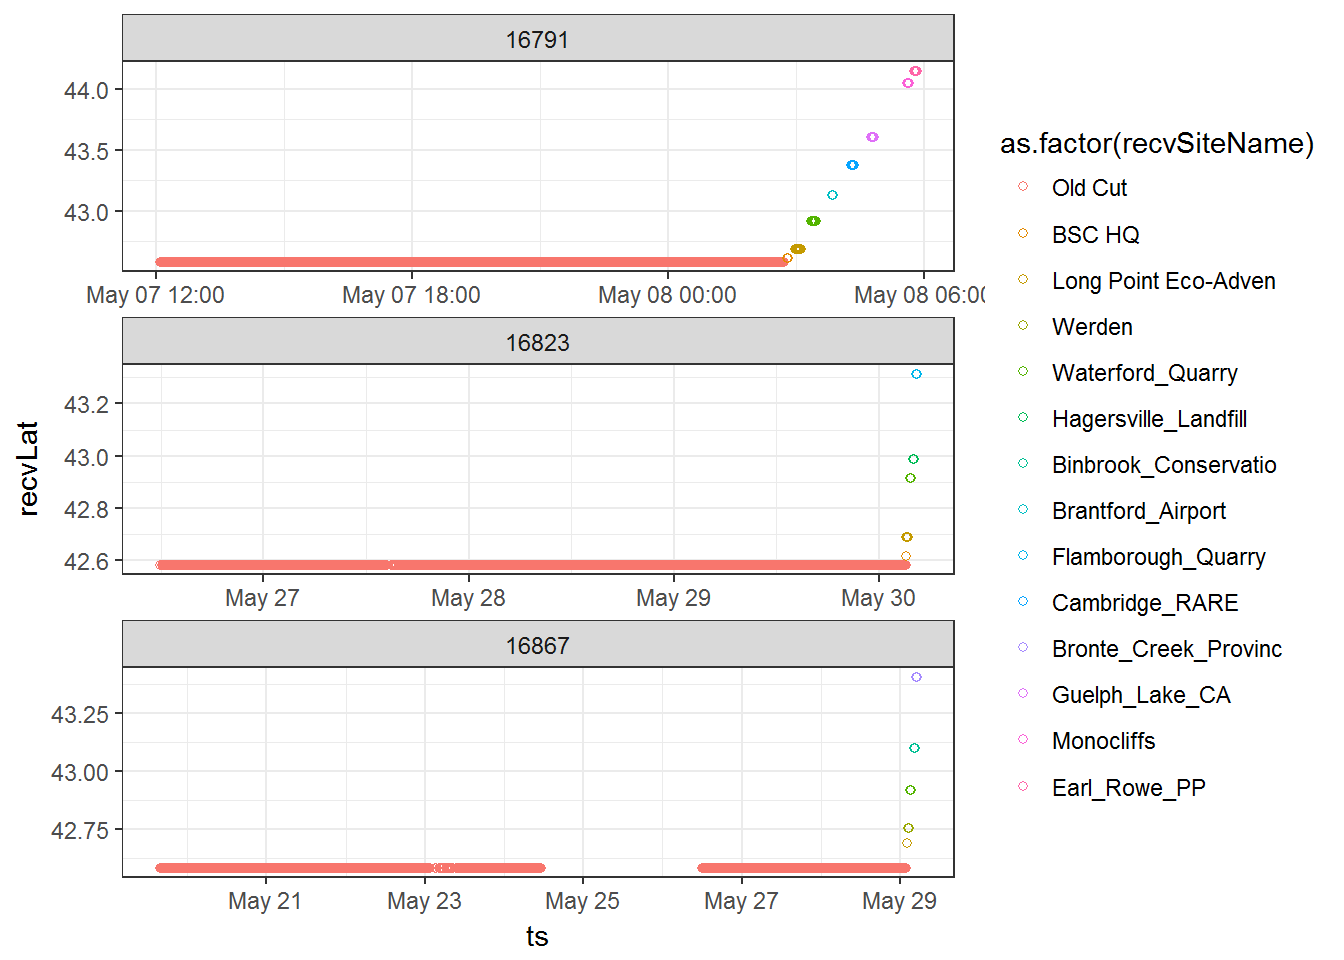 16791
44.0
43.5
43.0
May 07 12:00
May 07 18:00
May 08 00:00
May 08 06:00
16823
43.2
43.0
42.8
42.6
May 27
May 28
May 29
May 30
16867
43.25
43.00
42.75
May 21
May 23
May 25
May 27
May 29
ts
recvLat
as.factor(recvSiteName)
Old Cut
BSC HQ
Long Point Eco-Adven
Werden
Waterford_Quarry
Hagersville_Landfill
Binbrook_Conservatio
Brantford_Airport
Flamborough_Quarry
Cambridge_RARE
Bronte_Creek_Provinc
Guelph_Lake_CA
Monocliffs
Earl_Rowe_PP